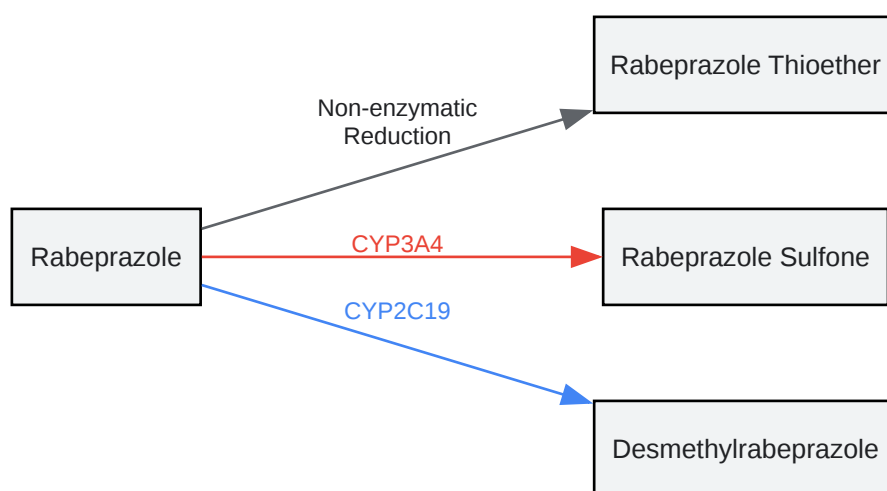 Rabeprazole Thioether
Non-enzymatic
Reduction
Rabeprazole
CYP3A4
Rabeprazole Sulfone
CYP2C19
Desmethylrabeprazole